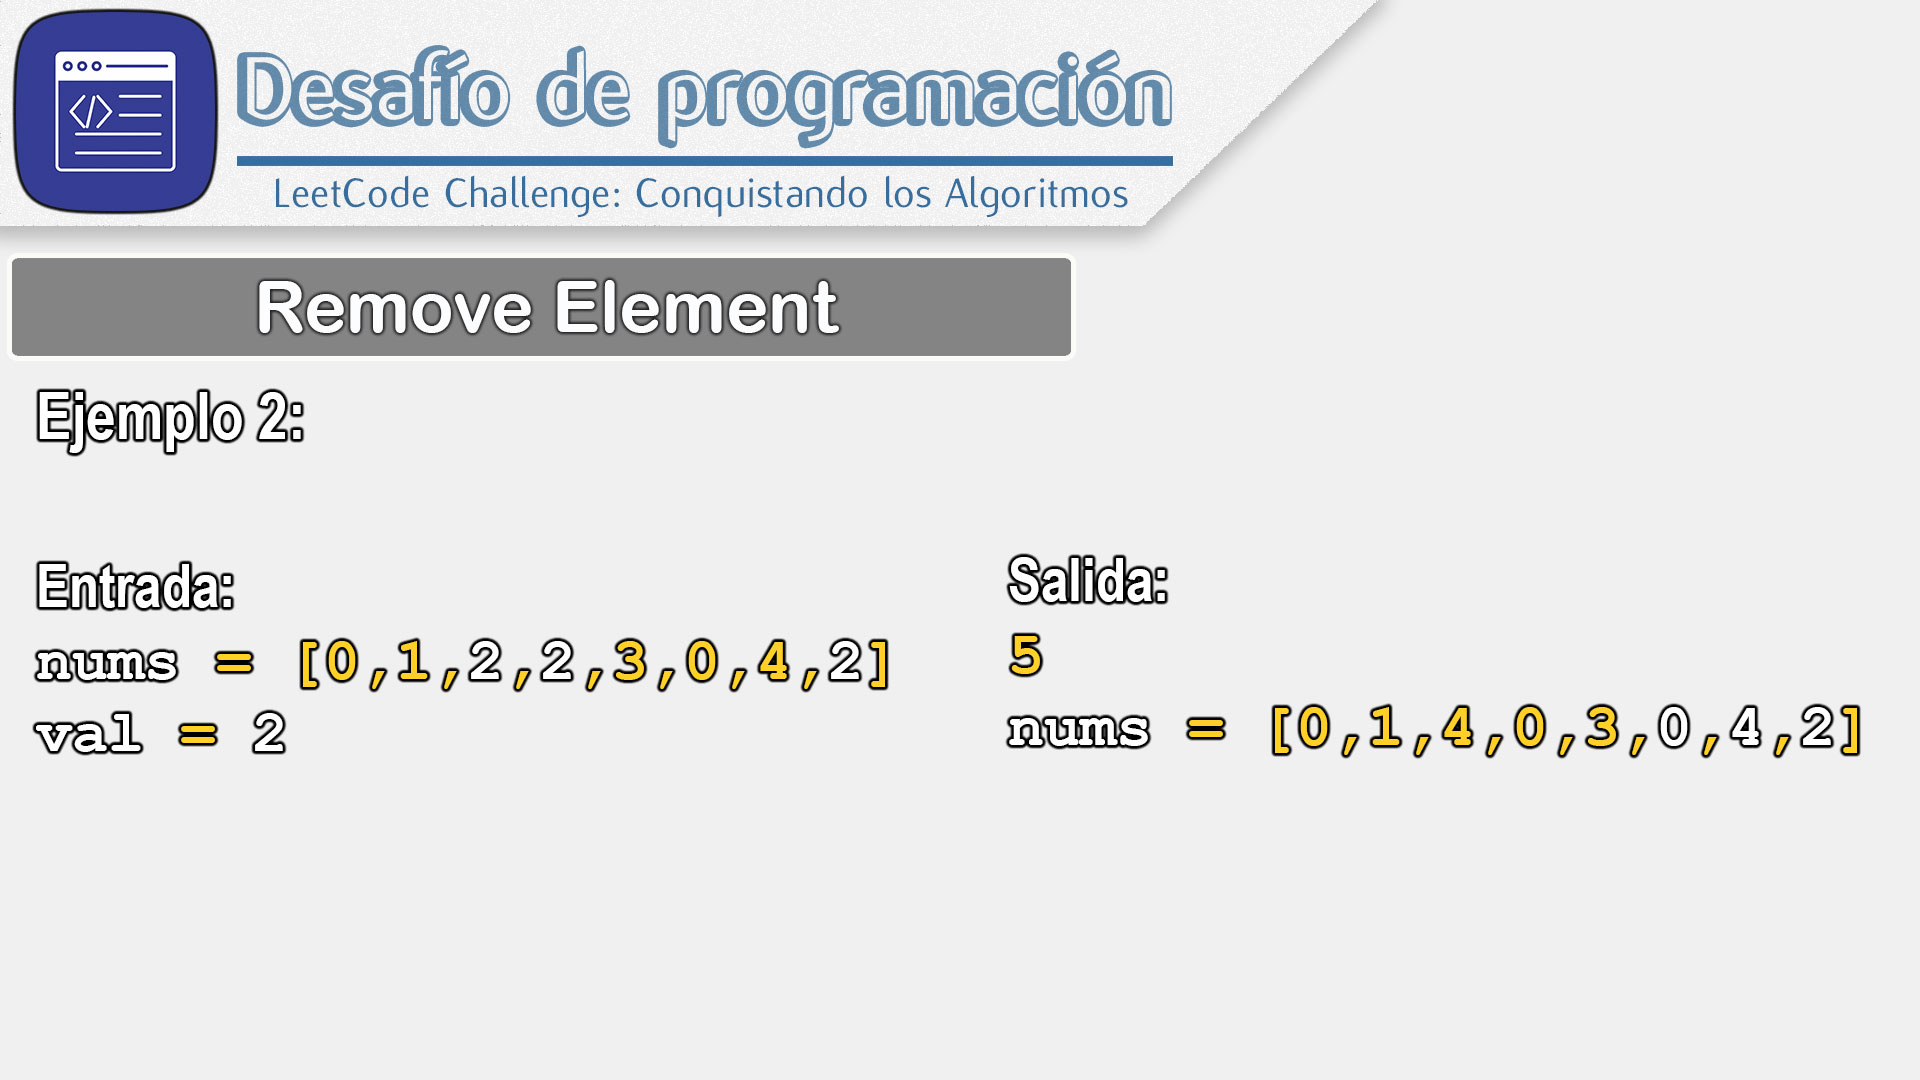 Desafío de programación
LeetCode Challenge: Conquistando los Algoritmos
Remove Element
Ejemplo 2:
Entrada:
nums = [0,1,2,2,3,0,4,2]
val = 2
Salida:
5
nums = [0,1,4,0,3,0,4,2]